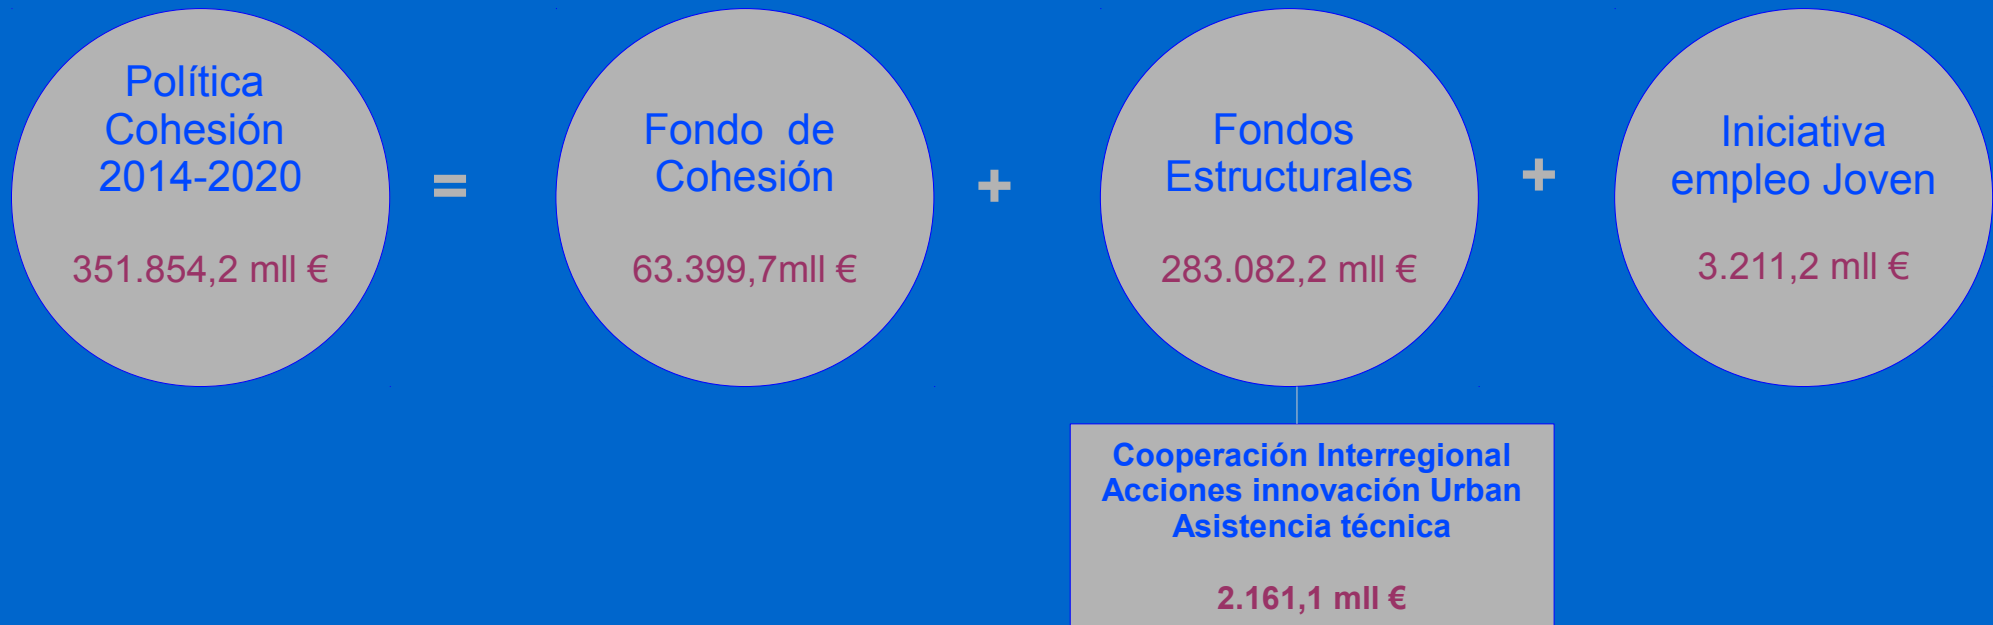 Política
Cohesión
2014-2020
351.854,2 mll €
=
Fondo de
Cohesión
63.399,7mll €
+
Fondos
Estructurales
283.082,2 mll €
+
Iniciativa
empleo Joven
3.211,2 mll €
Cooperación Interregional
Acciones innovación Urban
Asistencia técnica
2.161,1 mll €